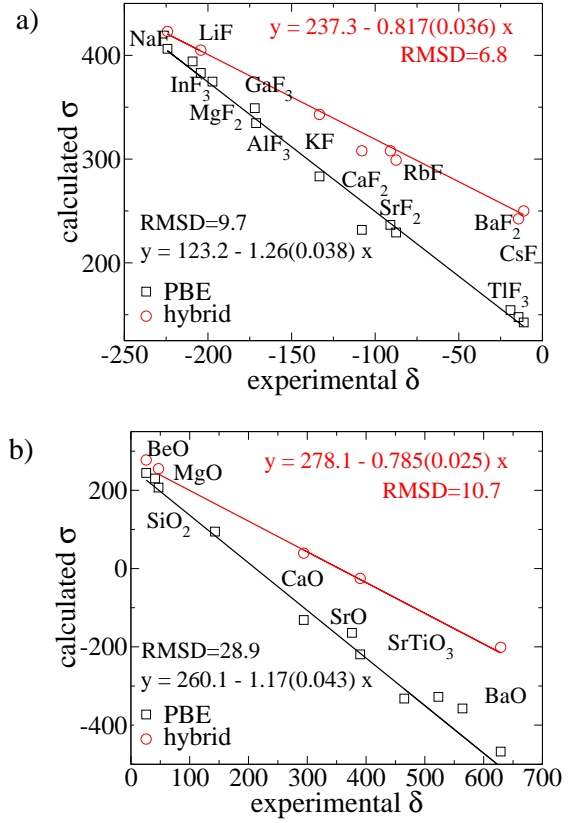 a)
y = 237.3 - 0.817(0.036) x
RMSD=6.8
NaF
LiF
InF3
GaF3
MgF2
AlF3
KF
CaF2
RbF
SrF2
BaF2
CsF
TlF3
RMSD=9.7
y = 123.2 - 1.26(0.038) x
PBE
hybrid
calculated σ
400
300
200
-250 -200 -150 -100 -50 0
experimental δ
b)
y = 278.1 - 0.785(0.025) x
RMSD=10.7
BeO
MgO
SiO2
CaO
SrO
SrTiO3
BaO
RMSD=28.9
y = 260.1 - 1.17(0.043) x
PBE
hybrid
calculated σ
200
0
-200
-400
0 100 200 300 400 500 600 700
experimental δ